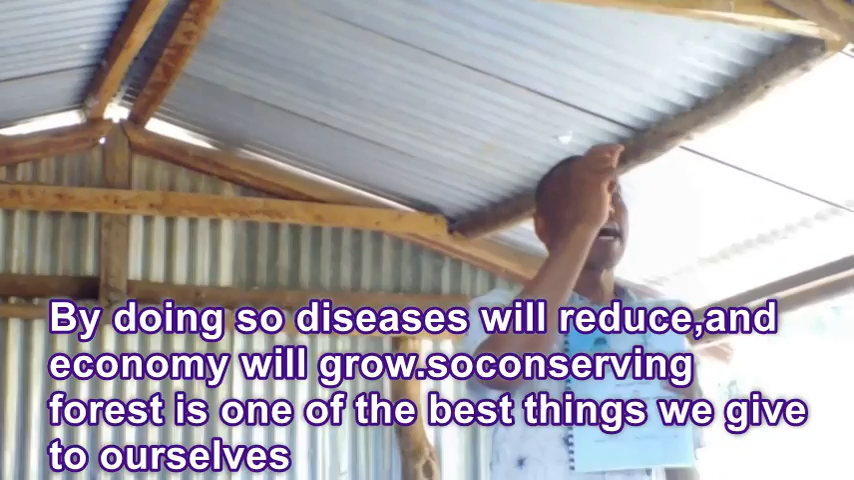 By doing so diseases will reduce,and
economy will grow.soconserving
forest is one of the best things we give
to ourselves